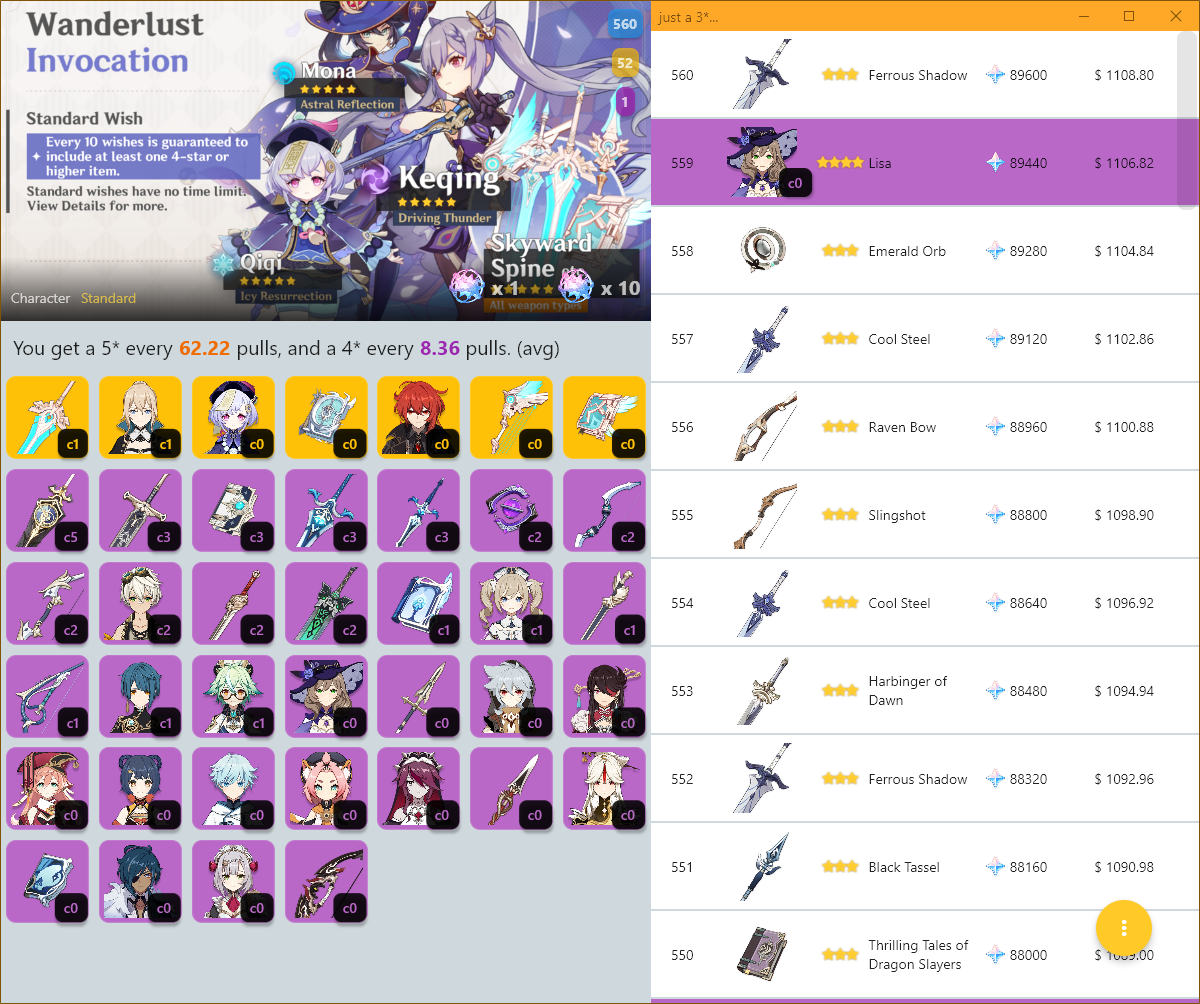 Wanderlust
Invocation
Standard Wish
Every 10 wishes is guaranteed to
✦ include at least one 4-star or
higher item.
Standard wishes have no time limit.
View Details for more.
Mona
Astral Reflection
Keqing
Driving Thunder
Qiqi
Icy Resurrection
Skyward
Spine
All weapon types
560
52
1
x 1
x 10
Character Standard
You get a 5* every 62.22 pulls, and a 4* every 8.36 pulls. (avg)
c1 c1 c0 c0 c0 c0 c0
c5 c3 c3 c3 c3 c2 c2
c2 c2 c2 c2 c1 c1 c1
c1 c1 c1 c0 c0 c0 c0
c0 c0 c0 c0 c0 c0 c0
c0 c0 c0 c0
just a 3*...
560 Ferrous Shadow 89600 $ 1108.80
559 c0 Lisa 89440 $ 1106.82
558 Emerald Orb 89280 $ 1104.84
557 Cool Steel 89120 $ 1102.86
556 Raven Bow 88960 $ 1100.88
555 Slingshot 88800 $ 1098.90
554 Cool Steel 88640 $ 1096.92
553 Harbinger of
Dawn 88480 $ 1094.94
552 Ferrous Shadow 88320 $ 1092.96
551 Black Tassel 88160 $ 1090.98
550 Thrilling Tales of
Dragon Slayers 88000 $ 1089.00